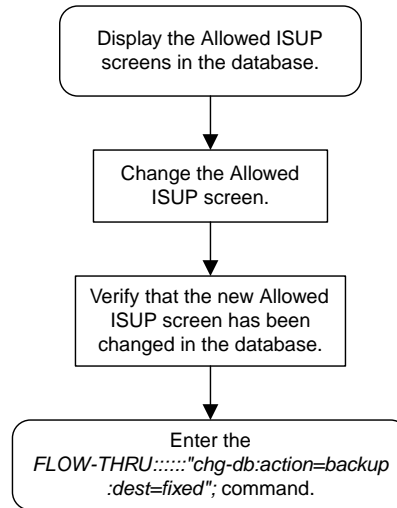 Display the Allowed ISUP
screens in the database.
Change the Allowed
ISUP screen.
Verify that the new Allowed
ISUP screen has been
changed in the database.
Enter the
FLOW-THRU::::::"chg-db:action=backup
:dest=fixed"; command.